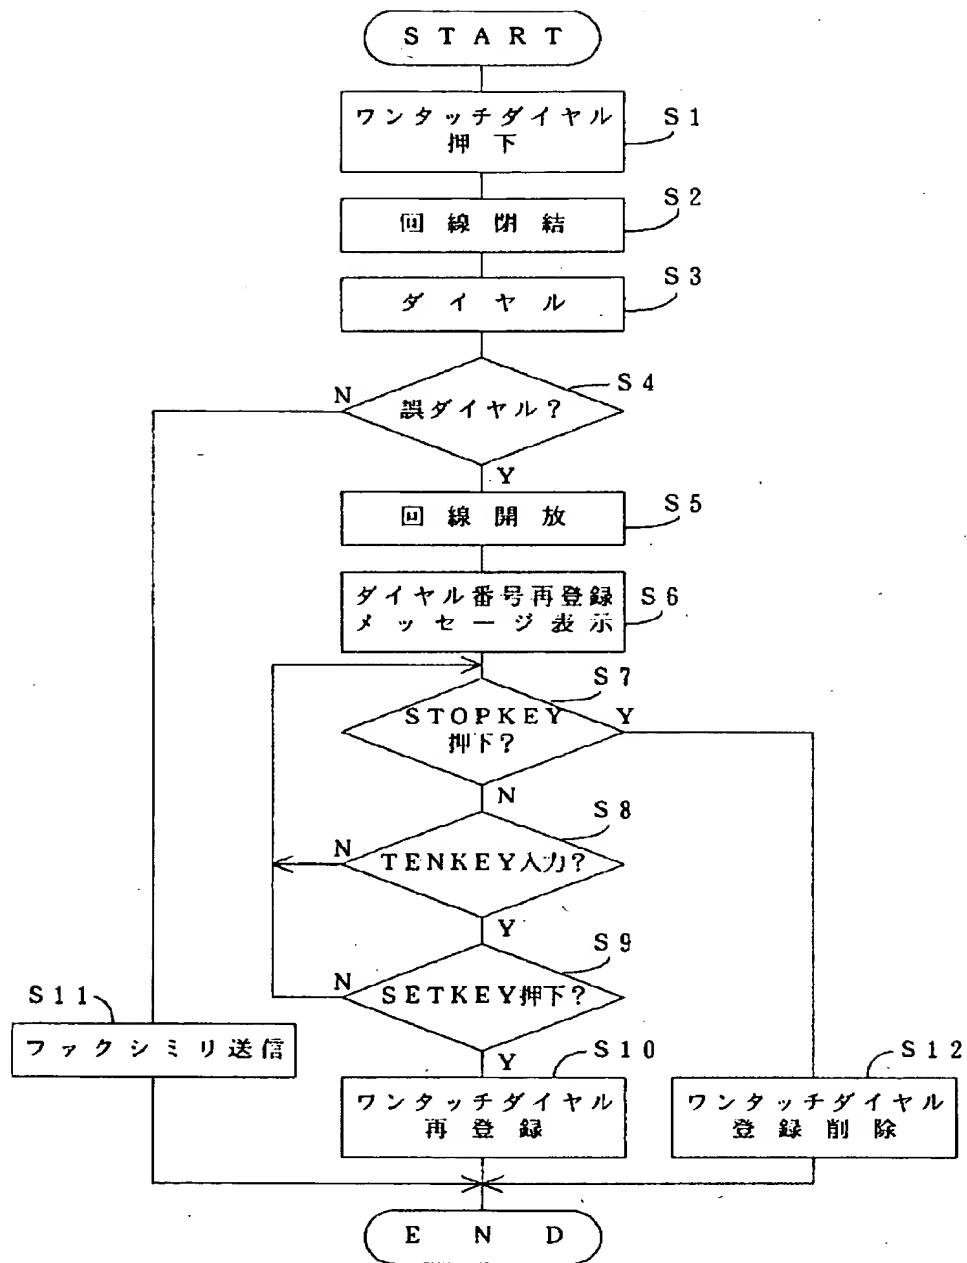 START
ワンタッチダイヤル
押下
S1
回線閉結
S2
ダイヤル
S3
誤ダイヤル?
S4
N
Y
回線開放
S5
ダイヤル番号再登録
メッセージ表示
S6
STOPKEY
押下?
S7
Y
N
TENKEY入力?
S8
N
Y
SETKEY押下?
S9
N
Y
S11
ファクシミリ送信
S10
ワンタッチダイヤル
再登録
S12
ワンタッチダイヤル
登録削除
END